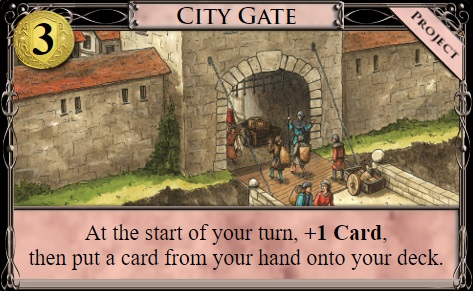 3
CITY GATE
PROJECT
At the start of your turn, +1 Card,
then put a card from your hand onto your deck.